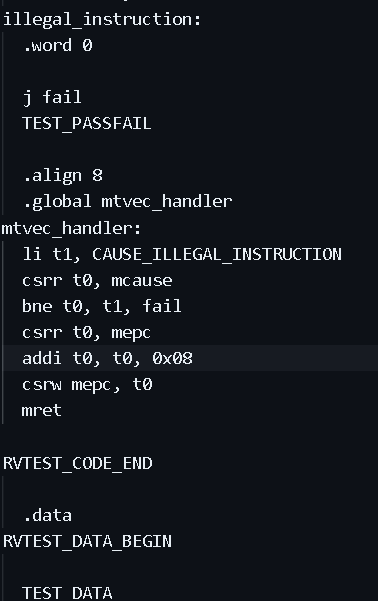 illegal_instruction:
.word 0
j fail
TEST_PASSFAIL
.align 8
.global mtvec_handler
mtvec_handler:
li t1, CAUSE_ILLEGAL_INSTRUCTION
csrr t0, mcause
bne t0, t1, fail
csrr t0, mepc
addi t0, t0, 0x08
csrw mepc, t0
mret
RVTEST_CODE_END
.data
RVTEST_DATA_BEGIN
TEST_DATA